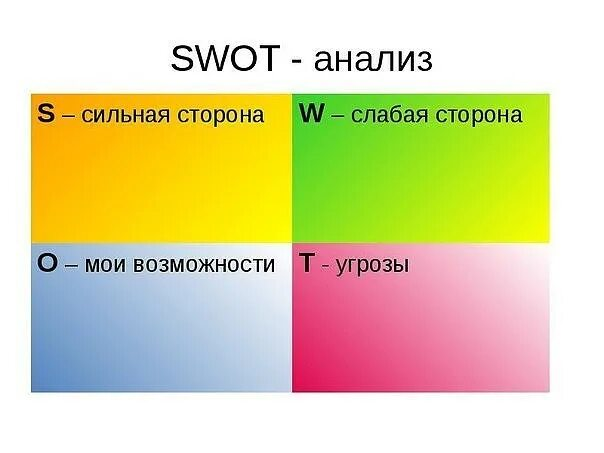 SWOT - анализ
S – сильная сторона
W – слабая сторона
O – мои возможности
T - угрозы